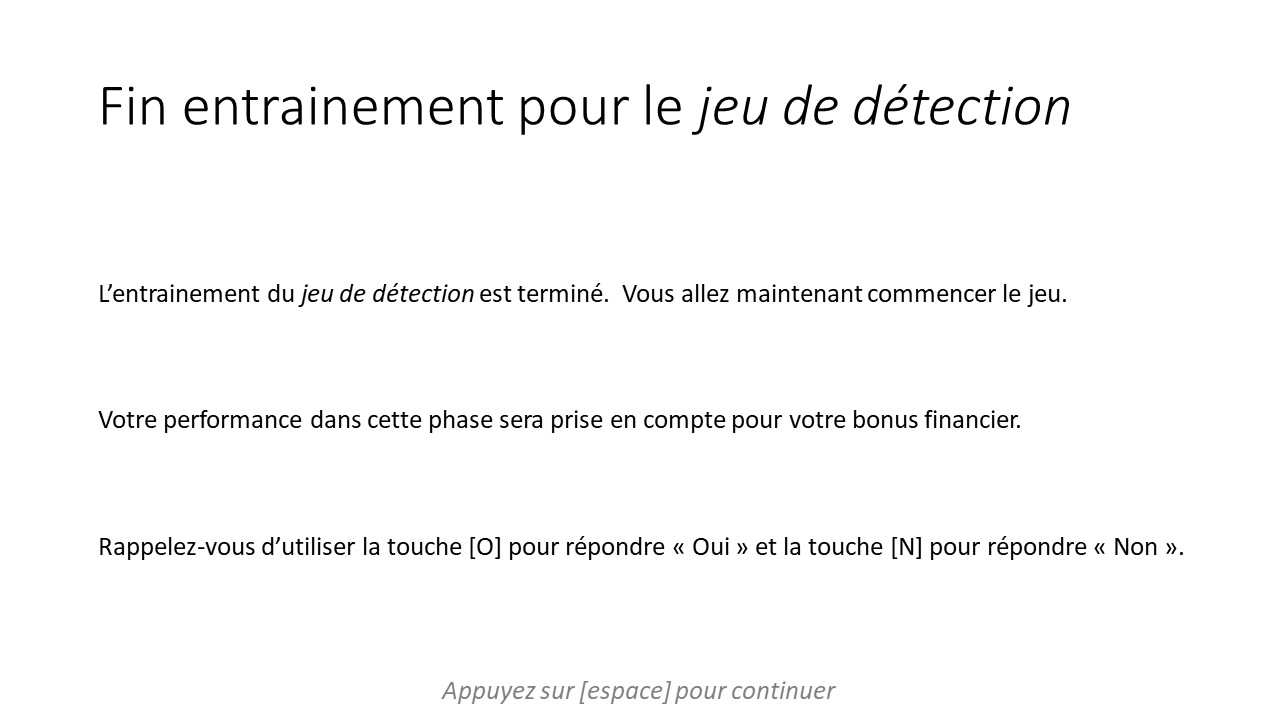 Fin entrainement pour le jeu de détection
L’entrainement du jeu de détection est terminé.  Vous allez maintenant commencer le jeu.
Votre performance dans cette phase sera prise en compte pour votre bonus financier.
Rappelez-vous d’utiliser la touche [O] pour répondre « Oui » et la touche [N] pour répondre « Non ».
Appuyez sur [espace] pour continuer